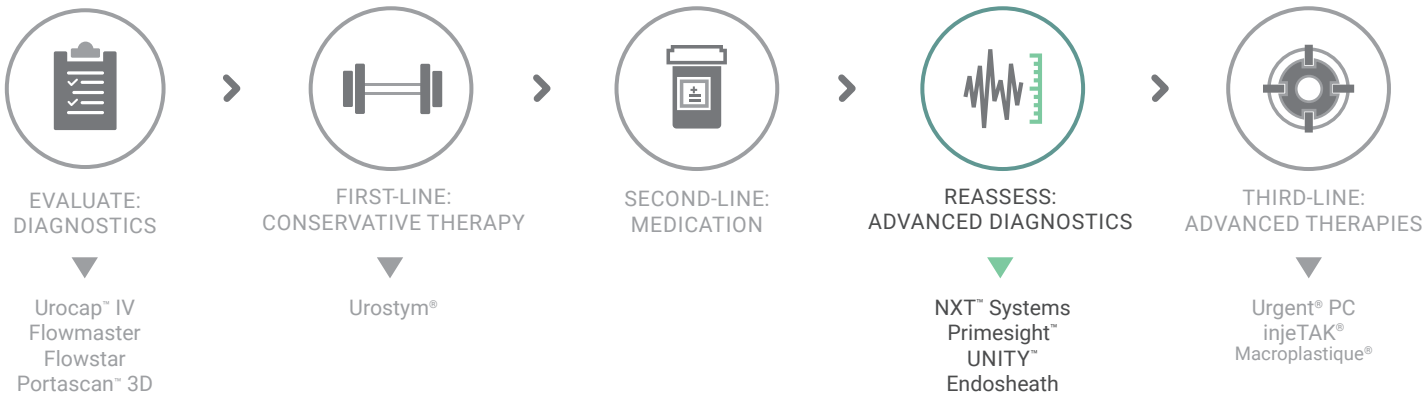 EVALUATE:
DIAGNOSTICS
Urocap™ IV
Flowmaster
Flowstar
Portascan™ 3D
FIRST-LINE:
CONSERVATIVE THERAPY
Urostym®
SECOND-LINE:
MEDICATION
REASSESS:
ADVANCED DIAGNOSTICS
NXT™ Systems
Primesight™
UNITY™
Endosheath
THIRD-LINE:
ADVANCED THERAPIES
Urgent® PC
injeTAK®
Macroplastique®